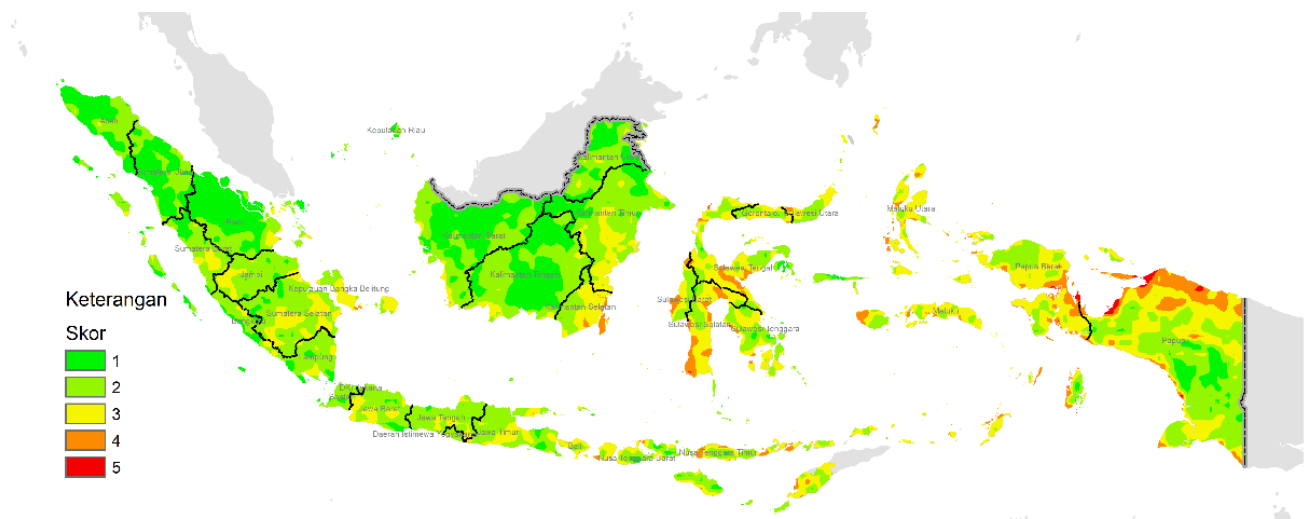 Kepulauan Riau
Aceh
Kalimantan Utara
Sumatera Utara
Riau
Maluku Utara
Kalimantan Timur
Gorontalo
Sulawesi Utara
Kalimantan Barat
Sumatera Barat
Papua Barat
Sulawesi Tengah
Jambi
Kalimantan Tengah
Kepulauan Bangka Belitung
Keterangan
Sulawesi Barat
Kalimantan Selatan
Maluku
Sumatera Selatan
Bengkulu
Sulawesi Selatan
Sulawesi Tenggara
Skor
Papua
1
Lampung
2
DKI Jakarta
Banten
3
Jawa Barat
Jawa Tengah
Daerah Istimewa Yogyakarta
Jawa Timur
4
Bali
Nusa Tenggara Barat
Nusa Tenggara Timur
5